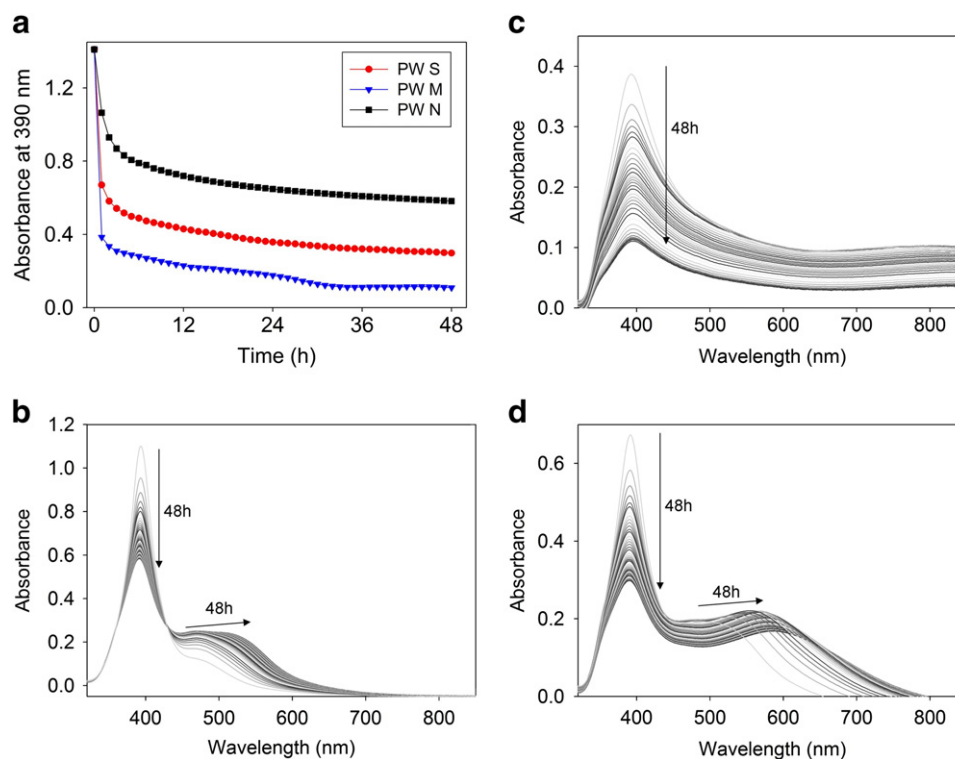 a
Absorbance at 390 nm
1.2
0.8
0.4
0.0
PW S
PW M
PW N
0 12 24 36 48
Time (h)
c
Absorbance
0.4
0.3
0.2
0.1
0.0
48h
400 500 600 700 800
Wavelength (nm)
b
Absorbance
1.2
1.0
0.8
0.6
0.4
0.2
0.0
48h
48h
400 500 600 700 800
Wavelength (nm)
d
Absorbance
0.6
0.4
0.2
0.0
48h
48h
400 500 600 700 800
Wavelength (nm)